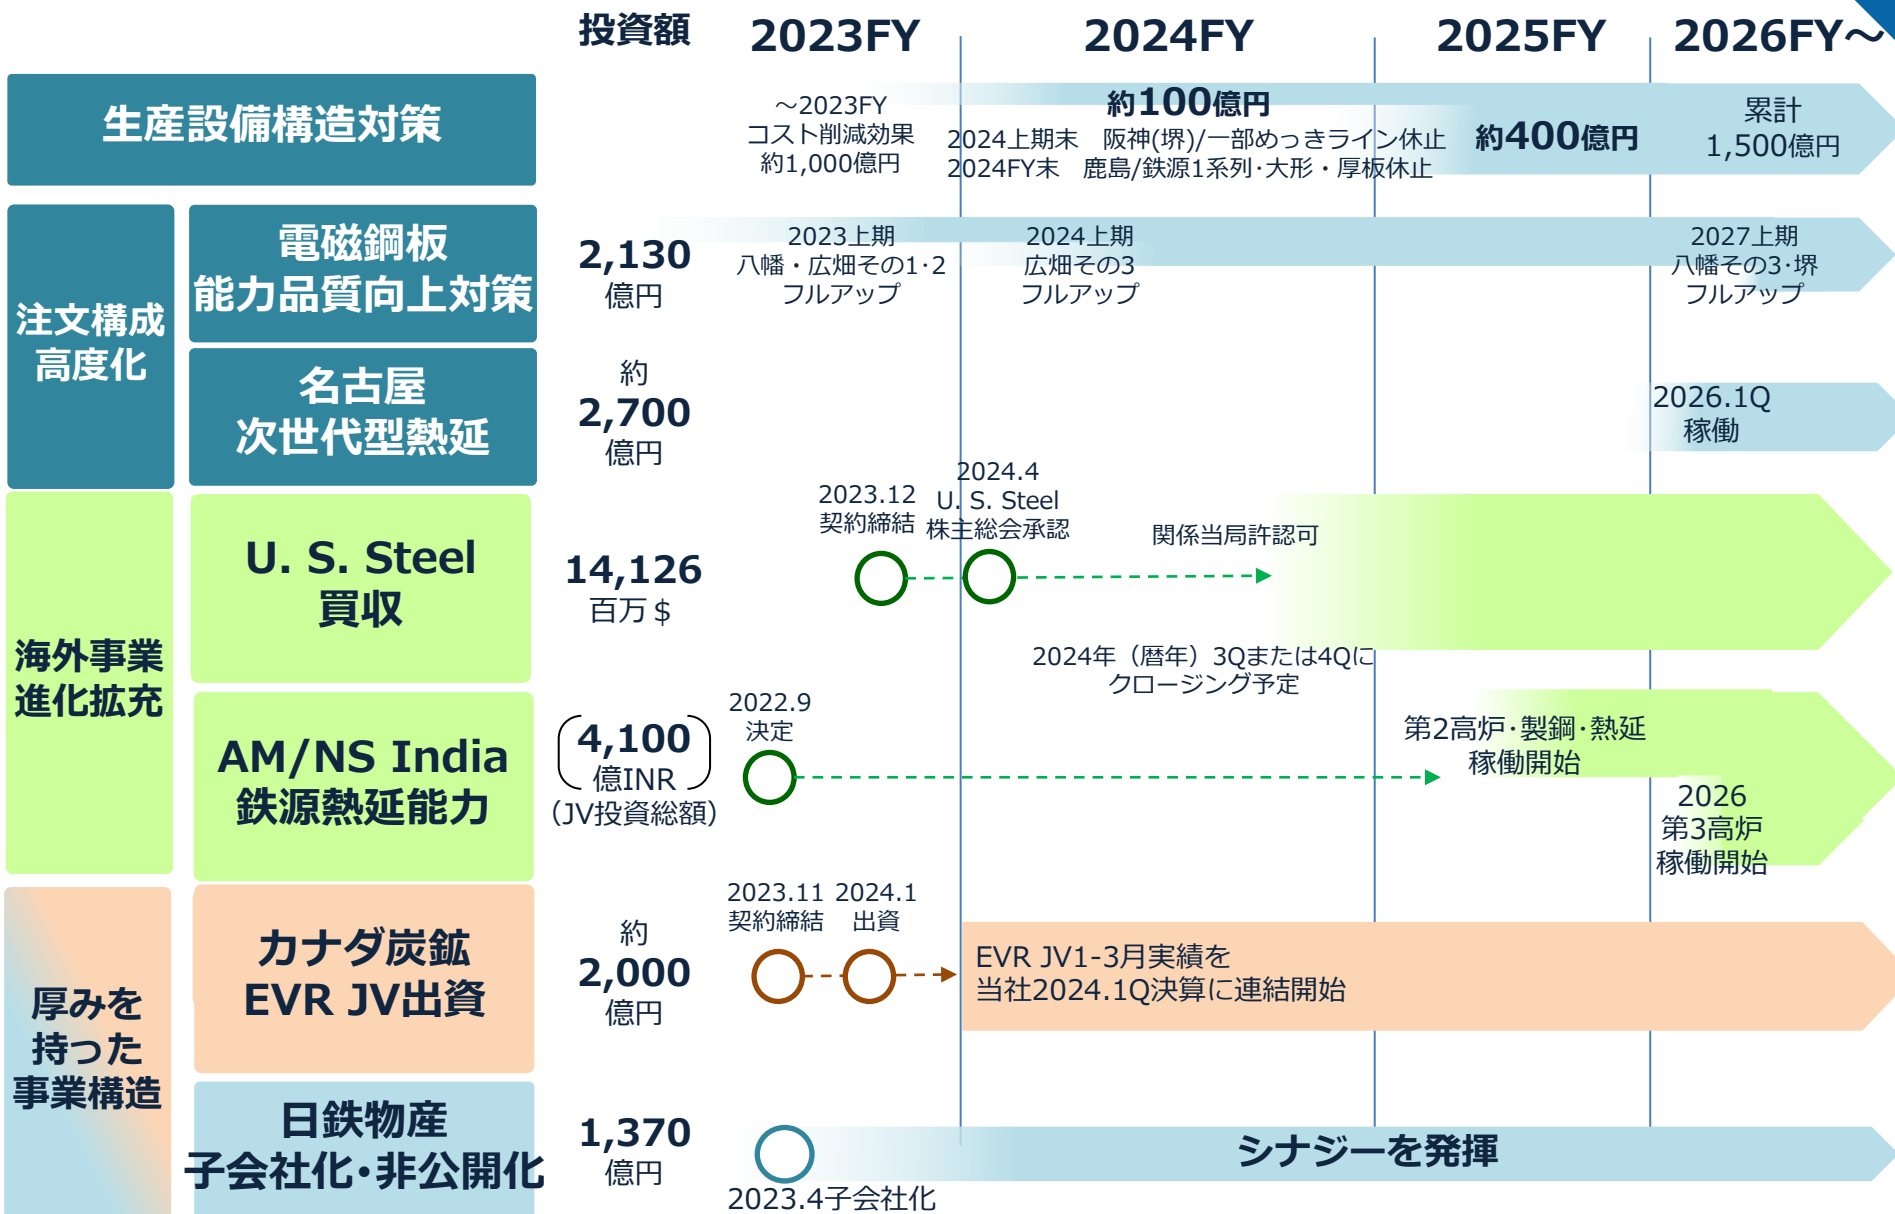 投資額
2023FY
2024FY
2025FY
2026FY～
生産設備構造対策
～2023FY
コスト削減効果
約1,000億円
約100億円
2024上期末　阪神(堺)/一部めっきライン休止
2024FY末　鹿島/鉄源1系列･大形・厚板休止
約400億円
累計
1,500億円
注文構成
高度化
電磁鋼板
能力品質向上対策
2,130
億円
2023上期
八幡・広畑その1･2
フルアップ
2024上期
広畑その3
フルアップ
2027上期
八幡その3･堺
フルアップ
名古屋
次世代型熱延
約
2,700
億円
2026.1Q
稼働
海外事業
進化拡充
U. S. Steel
買収
14,126
百万＄
2023.12
契約締結
2024.4
U. S. Steel
株主総会承認
関係当局許認可
2024年（暦年）3Qまたは4Qに
クロージング予定
AM/NS India
鉄源熱延能力
4,100
億INR
（JV投資総額）
2022.9
決定
第2高炉･製鋼･熱延
稼働開始
2026
第3高炉
稼働開始
厚みを
持った
事業構造
カナダ炭鉱
EVR JV出資
約
2,000
億円
2023.11
契約締結
2024.1
出資
EVR JV1-3月実績を
当社2024.1Q決算に連結開始
日鉄物産
子会社化･非公開化
1,370
億円
2023.4子会社化
シナジーを発揮